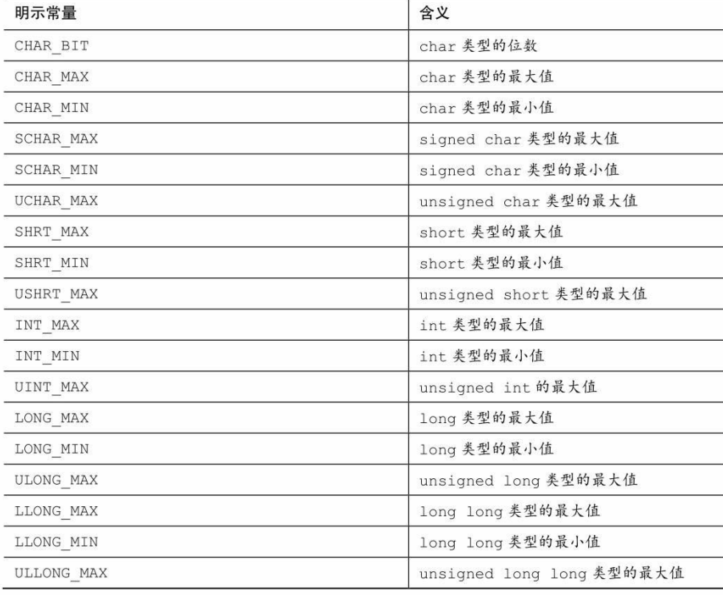 明示常量 含义
CHAR_BIT char 类型的位数
CHAR_MAX char 类型的最大值
CHAR_MIN char 类型的最小值
SCHAR_MAX signed char 类型的最大值
SCHAR_MIN signed char 类型的最小值
UCHAR_MAX unsigned char 类型的最大值
SHRT_MAX short 类型的最大值
SHRT_MIN short 类型的最小值
USHRT_MAX unsigned short 类型的最大值
INT_MAX int 类型的最大值
INT_MIN int 类型的最小值
UINT_MAX unsigned int 的最大值
LONG_MAX long 类型的最大值
LONG_MIN long 类型的最小值
ULONG_MAX unsigned long 类型的最大值
LLONG_MAX long long 类型的最大值
LLONG_MIN long long 类型的最小值
ULLONG_MAX unsigned long long 类型的最大值